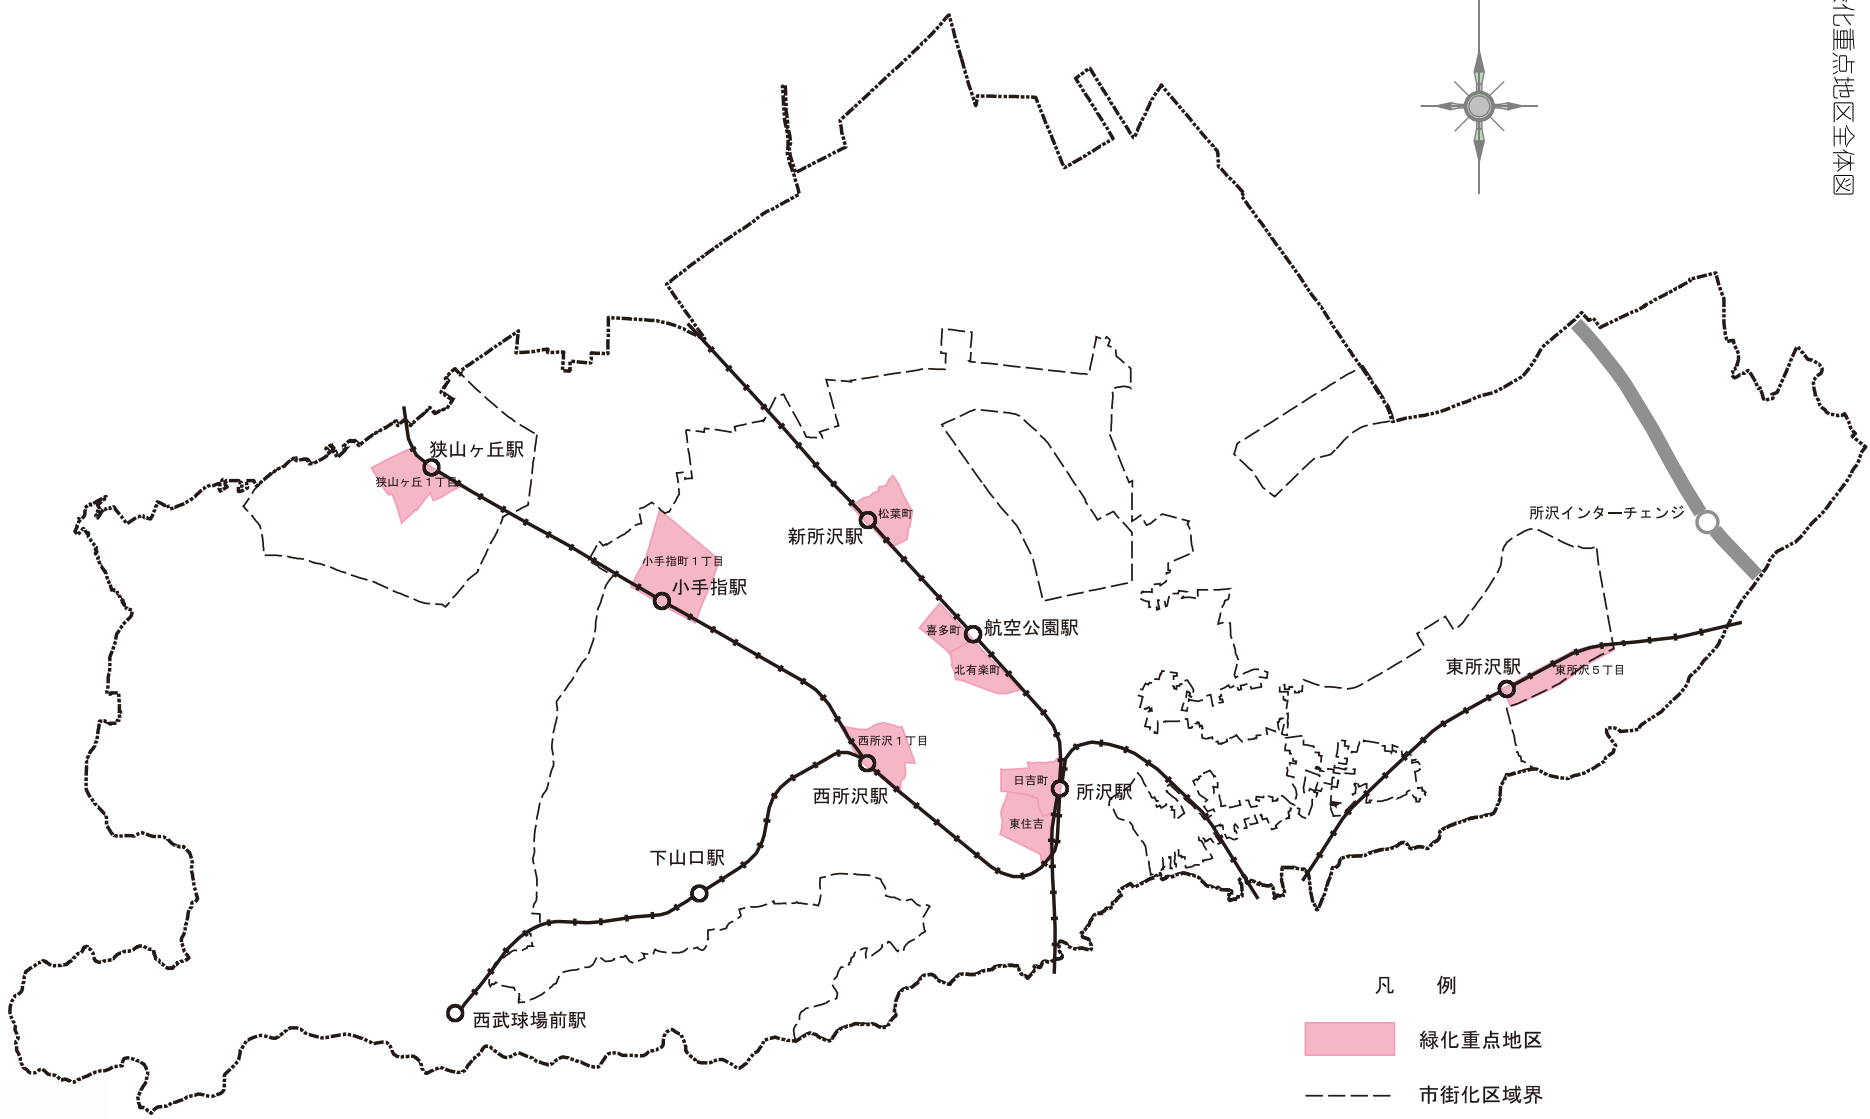 化重点地区全体図
狭山ヶ丘駅
狭山ヶ丘１丁目
新所沢駅
松葉町
所沢インターチェンジ
小手指町１丁目
小手指駅
喜多町
航空公園駅
北有楽町
東所沢駅
東所沢５丁目
西所沢１丁目
西所沢駅
日吉町
所沢駅
東住吉
下山口駅
西武球場前駅
凡　例
緑化重点地区
市街化区域界